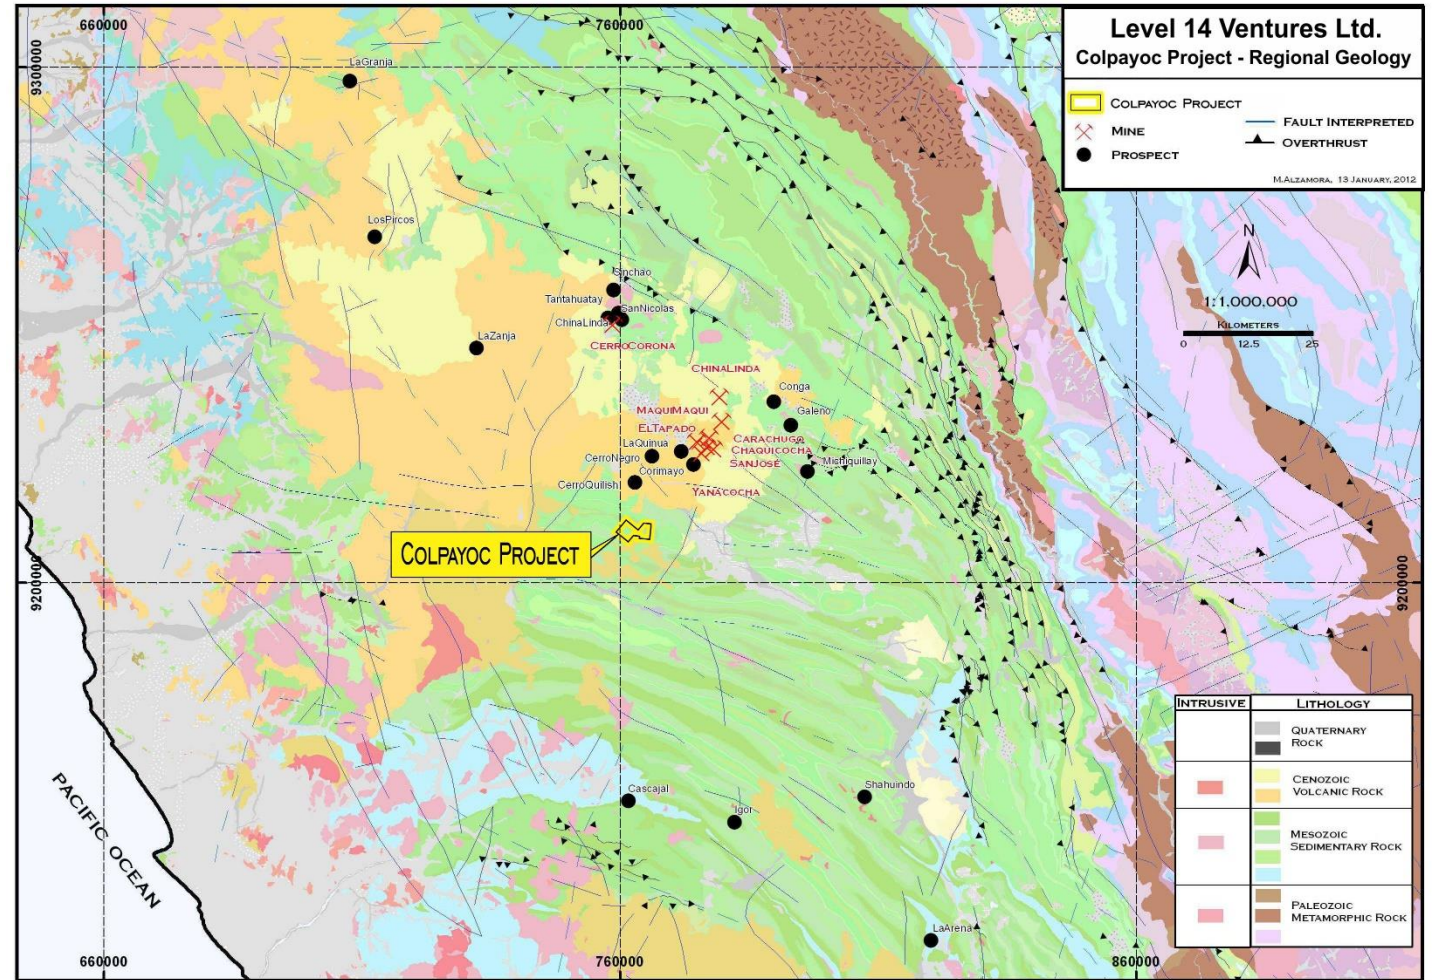 660000
760000
Level 14 Ventures Ltd.
Colpayoc Project - Regional Geology
COLPAYOC PROJECT
MINE
PROSPECT
FAULT INTERPRETED
OVERTHRUST
M.ALZAMORA, 13 JANUARY, 2012
9300000
LaGranja
LosPircos
N
1:1.000.000
KILOMETERS
0 12.5 25
Sinchao
Tantahuatay
SanNicolas
ChinaLinda
LaZanja
CERROCORONA
CHINALINDA
Conga
MAQUIMAQUI
Galeno
ELTAPADO
LaQuinua
CARACHUGO
CHAQUICOCHA
CerroNegro
Corimayo
SANJOSÉ
Michiquillay
CerroQuilish
YANACOCHA
COLPAYOC PROJECT
9200000
9200000
PACIFIC OCEAN
Cascajal
Igor
Shahuindo
LaArena
INTRUSIVE
LITHOLOGY
QUATERNARY
ROCK
CENOZOIC
VOLCANIC ROCK
MESOZOIC
SEDIMENTARY ROCK
PALEOZOIC
METAMORPHIC ROCK
660000
760000
860000